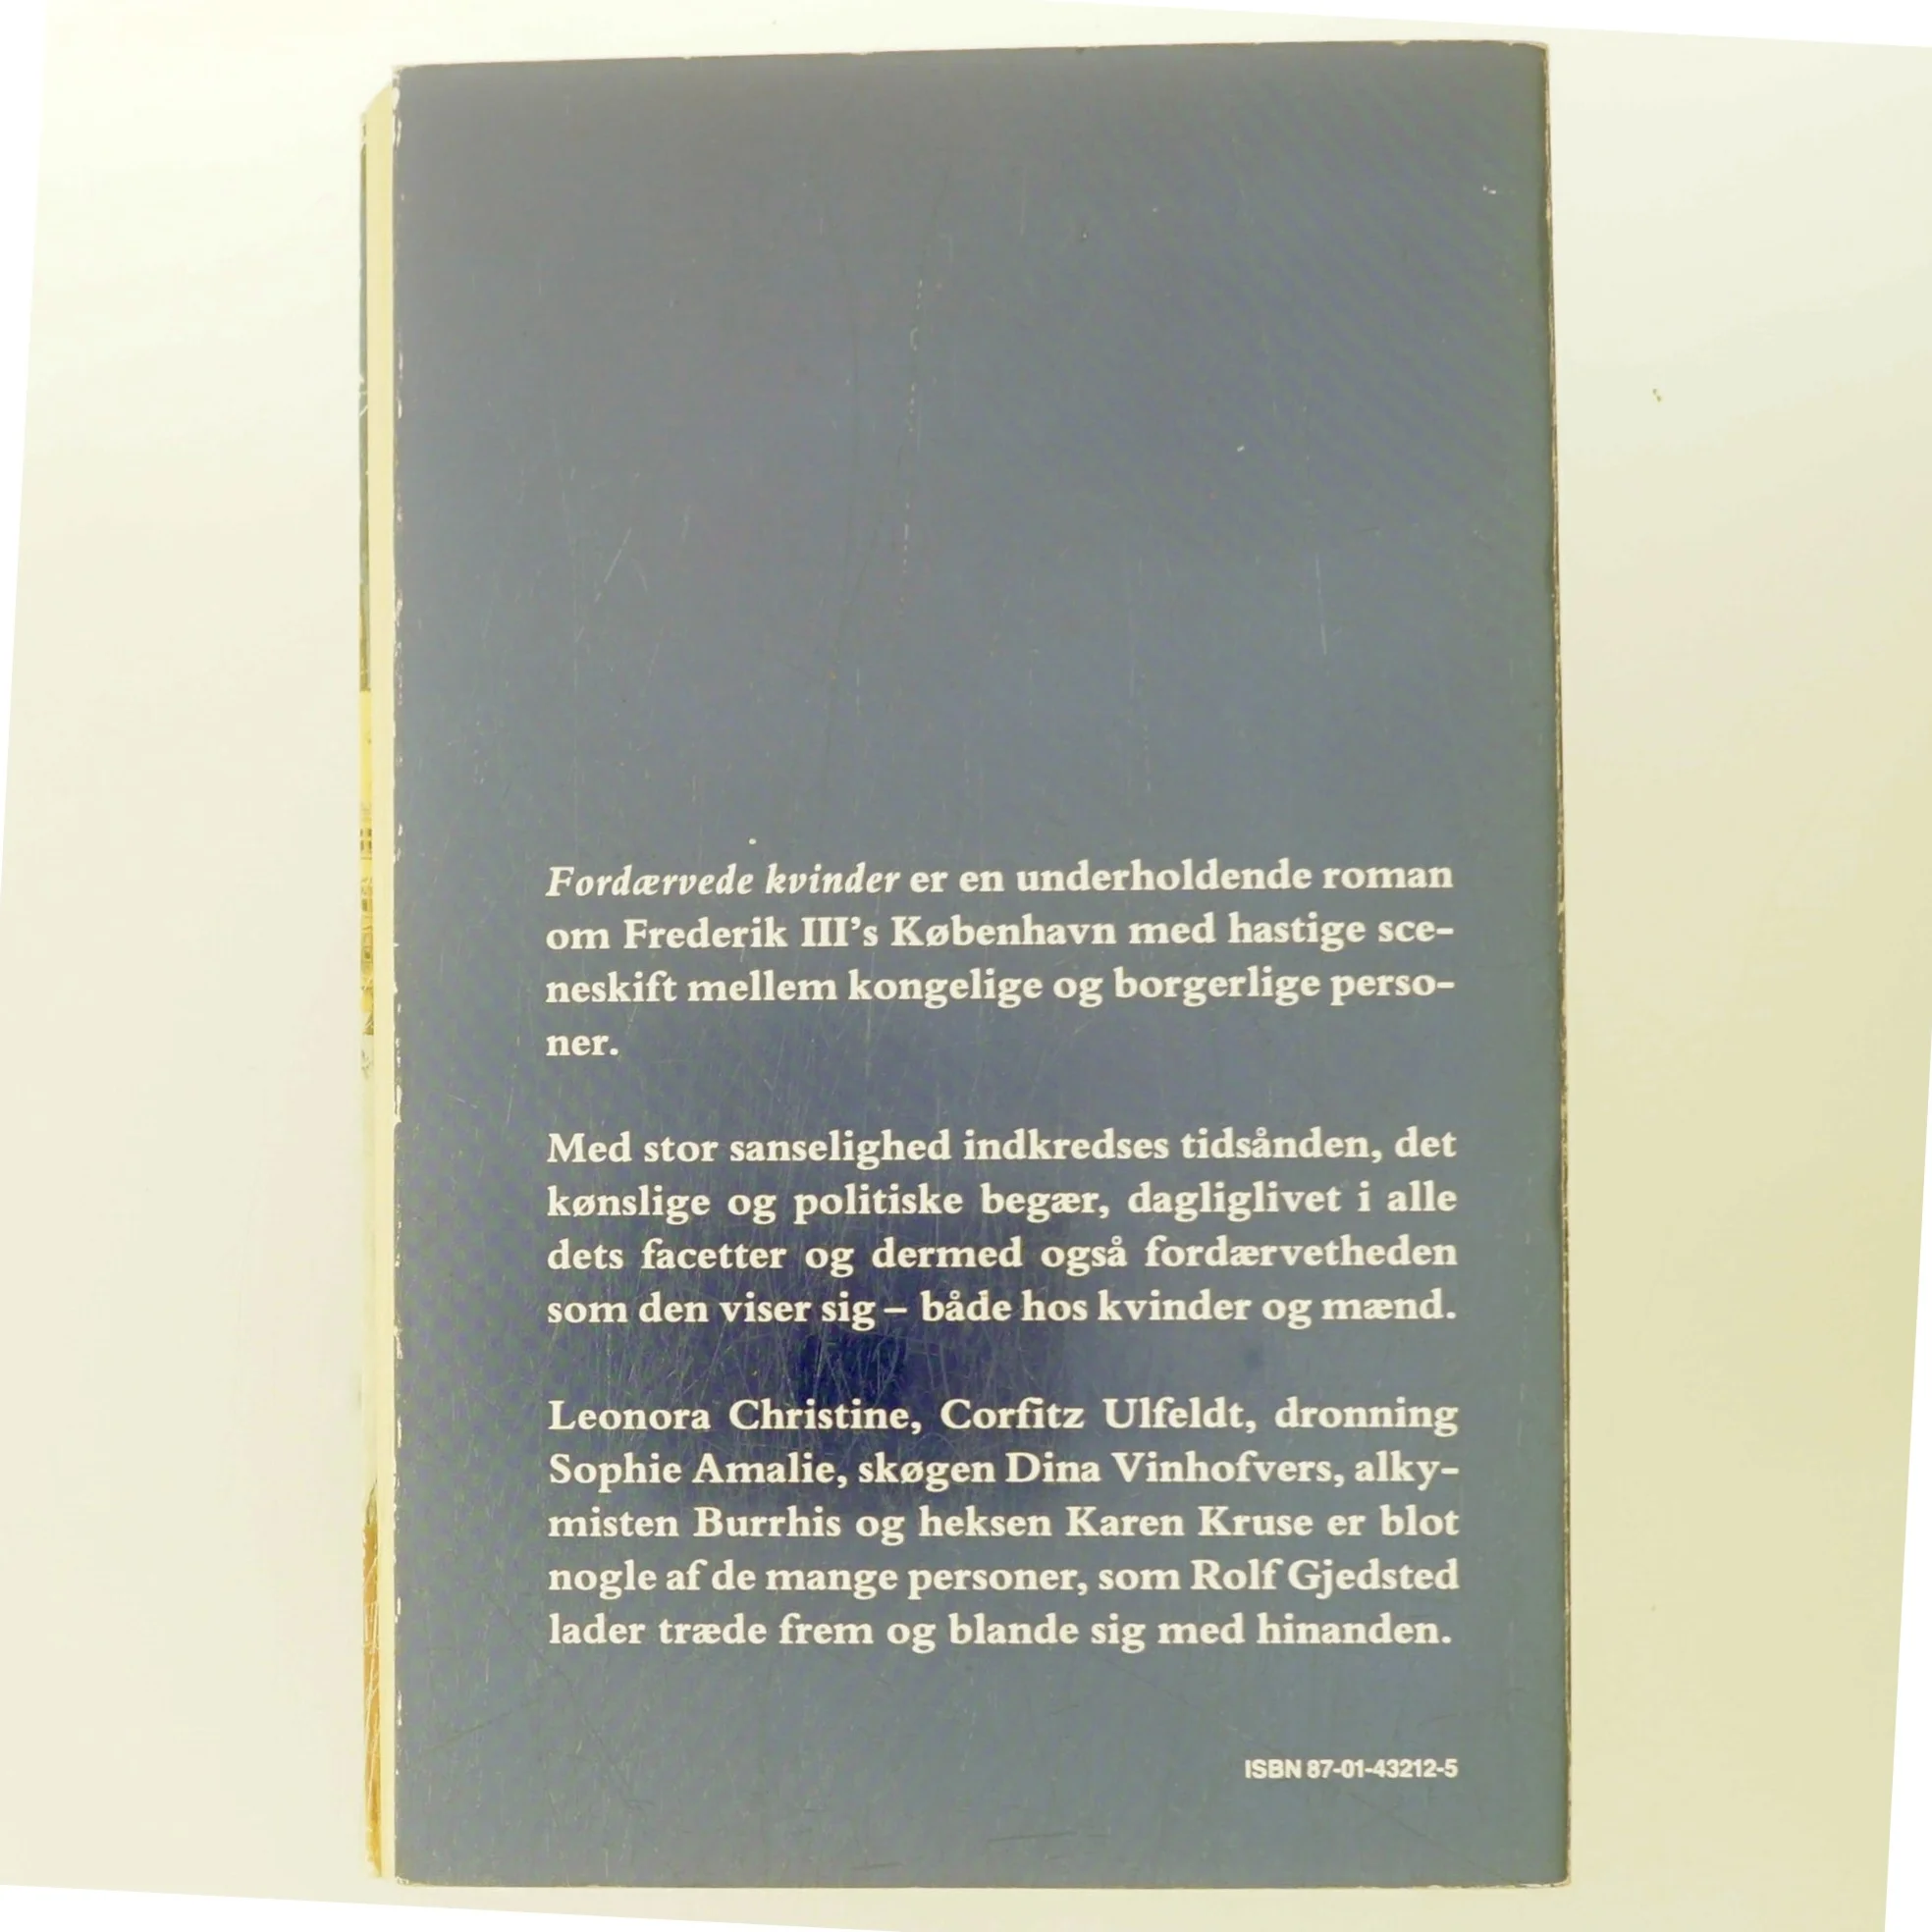 Fordærvede kvinder er en underholdende roman
om Frederik III’s København med hastige sce-
neskift mellem kongelige og borgerlige perso-
ner.
Med stor sanselighed indkredses tidsånden, det
kønslige og politiske begær, dagliglivet i alle
dets facetter og dermed også fordærvetheden
som den viser sig – både hos kvinder og mænd.
Leonora Christine, Corfitz Ulfeldt, dronning
Sophie Amalie, skøgen Dina Vinhofvers, alky-
misten Burrhis og heksen Karen Kruse er blot
nogle af de mange personer, som Rolf Gjedsted
lader træde frem og blande sig med hinanden.
ISBN 87-01-43212-5